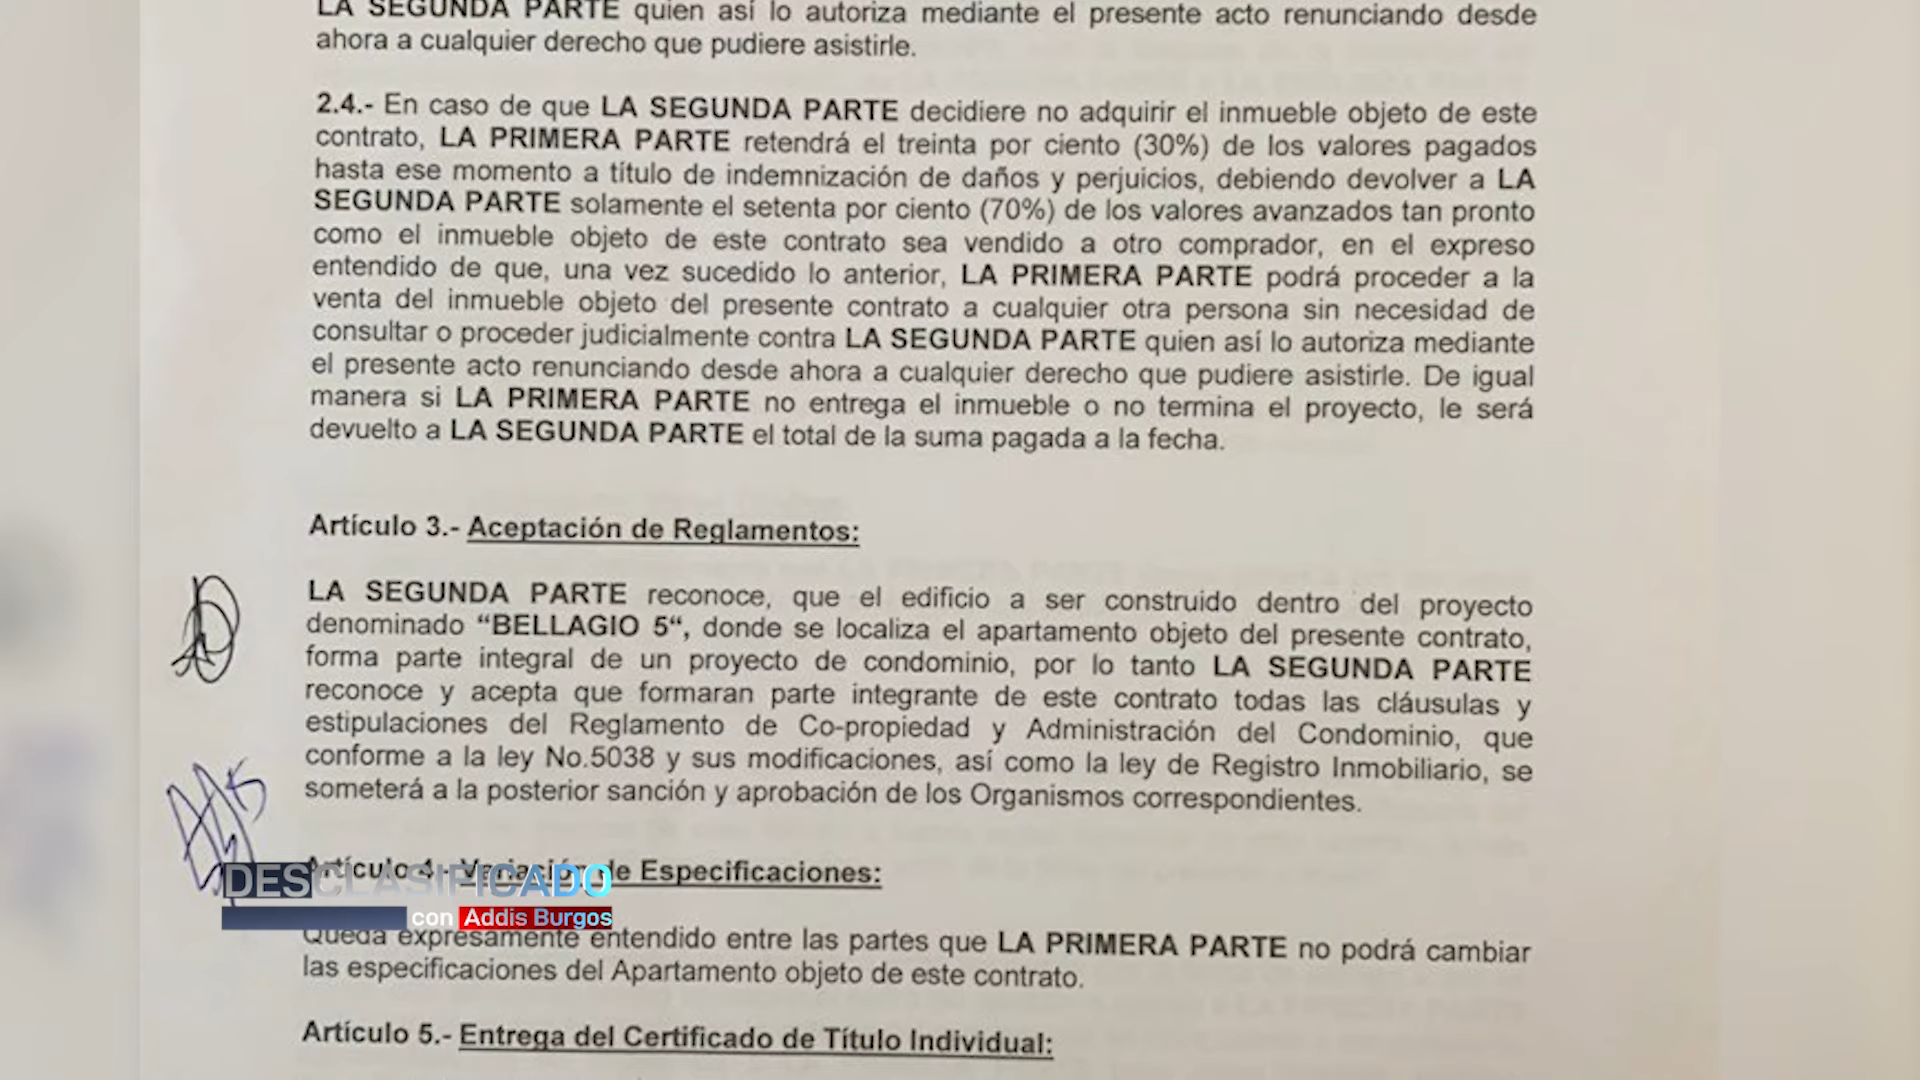 LA SEGUNDA PARTE quien así lo autoriza mediante el presente acto renunciando desde
ahora a cualquier derecho que pudiere asistirle.
2.4.- En caso de que LA SEGUNDA PARTE decidiere no adquirir el inmueble objeto de este
contrato, LA PRIMERA PARTE retendrá el treinta por ciento (30%) de los valores pagados
hasta ese momento a título de indemnización de daños y perjuicios, debiendo devolver a LA
SEGUNDA PARTE solamente el setenta por ciento (70%) de los valores avanzados tan pronto
como el inmueble objeto de este contrato sea vendido a otro comprador, en el expreso
entendido de que, una vez sucedido lo anterior, LA PRIMERA PARTE podrá proceder a la
venta del inmueble objeto del presente contrato a cualquier otra persona sin necesidad de
consultar o proceder judicialmente contra LA SEGUNDA PARTE quien así lo autoriza mediante
el presente acto renunciando desde ahora a cualquier derecho que pudiere asistirle. De igual
manera si LA PRIMERA PARTE no entrega el inmueble o no termina el proyecto, le será
devuelto a LA SEGUNDA PARTE el total de la suma pagada a la fecha.
Artículo 3.- Aceptación de Reglamentos:
LA SEGUNDA PARTE reconoce, que el edificio a ser construido dentro del proyecto
denominado “BELLAGIO 5“, donde se localiza el apartamento objeto del presente contrato,
forma parte integral de un proyecto de condominio, por lo tanto LA SEGUNDA PARTE
reconoce y acepta que formaran parte integrante de este contrato todas las cláusulas y
estipulaciones del Reglamento de Co-propiedad y Administración del Condominio, que
conforme a la ley No.5038 y sus modificaciones, así como la ley de Registro Inmobiliario, se
someterá a la posterior sanción y aprobación de los Organismos correspondientes.
Artículo 4.- Variación de Especificaciones:
DESCLASIFICADO
con Addis Burgos
Queda expresamente entendido entre las partes que LA PRIMERA PARTE no podrá cambiar
las especificaciones del Apartamento objeto de este contrato.
Artículo 5.- Entrega del Certificado de Título Individual: